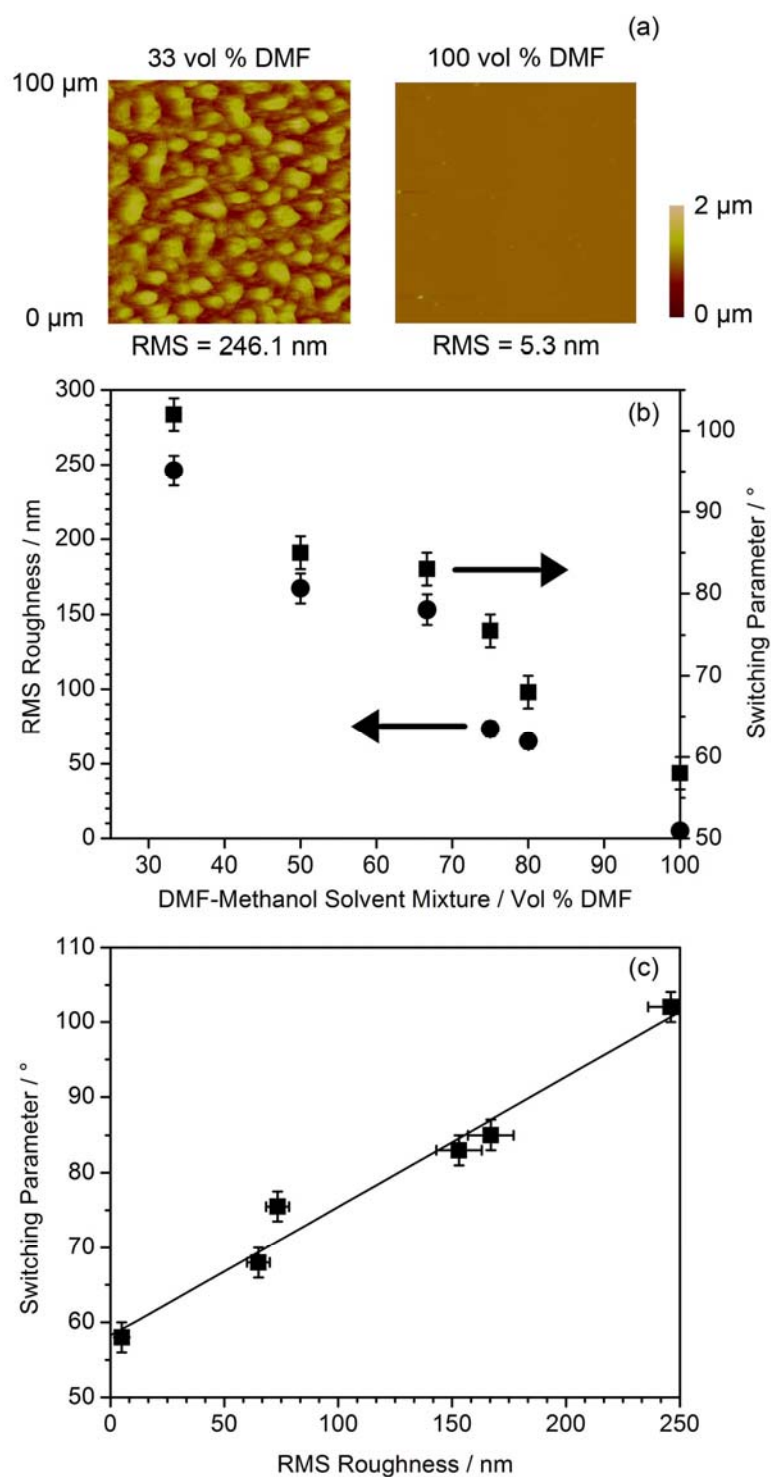 (a)
33 vol % DMF 100 vol % DMF
100 µm
0 µm
2 µm
0 µm
RMS = 246.1 nm RMS = 5.3 nm
(b)
300
250
200
150
100
50
0
RMS Roughness / nm
100
90
80
70
60
50
Switching Parameter / °
30 40 50 60 70 80 90 100
DMF-Methanol Solvent Mixture / Vol % DMF
(c)
110
100
90
80
70
60
50
Switching Parameter / °
0 50 100 150 200 250
RMS Roughness / nm